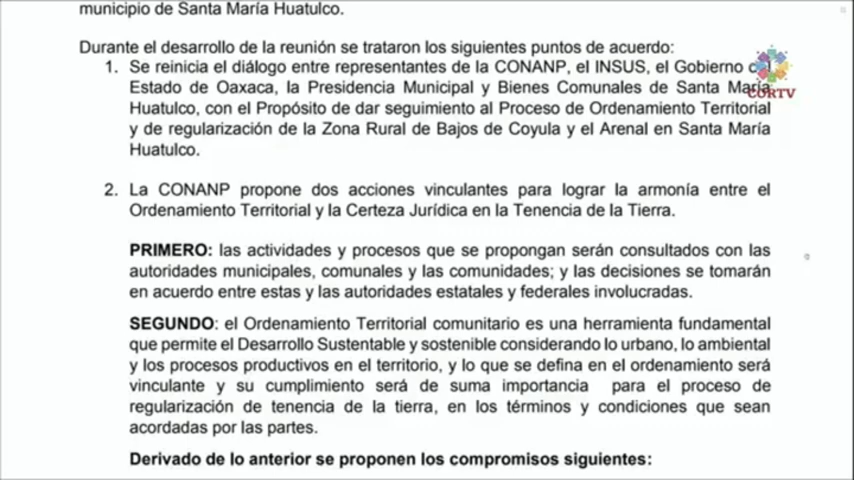 municipio de Santa María Huatulco.
Durante el desarrollo de la reunión se trataron los siguientes puntos de acuerdo:
1. Se reinicia el diálogo entre representantes de la CONANP, el INSUS, el Gobierno del
Estado de Oaxaca, la Presidencia Municipal y Bienes Comunales de Santa María
Huatulco, con el Propósito de dar seguimiento al Proceso de Ordenamiento Territorial
y de regularización de la Zona Rural de Bajos de Coyula y el Arenal en Santa María
Huatulco.
2. La CONANP propone dos acciones vinculantes para lograr la armonía entre el
Ordenamiento Territorial y la Certeza Jurídica en la Tenencia de la Tierra.
PRIMERO: las actividades y procesos que se propongan serán consultados con las
autoridades municipales, comunales y las comunidades; y las decisiones se tomarán
en acuerdo entre estas y las autoridades estatales y federales involucradas.
SEGUNDO: el Ordenamiento Territorial comunitario es una herramienta fundamental
que permite el Desarrollo Sustentable y sostenible considerando lo urbano, lo ambiental
y los procesos productivos en el territorio, y lo que se defina en el ordenamiento será
vinculante y su cumplimiento será de suma importancia para el proceso de
regularización de tenencia de la tierra, en los términos y condiciones que sean
acordadas por las partes.
Derivado de lo anterior se proponen los compromisos siguientes:
CORTV